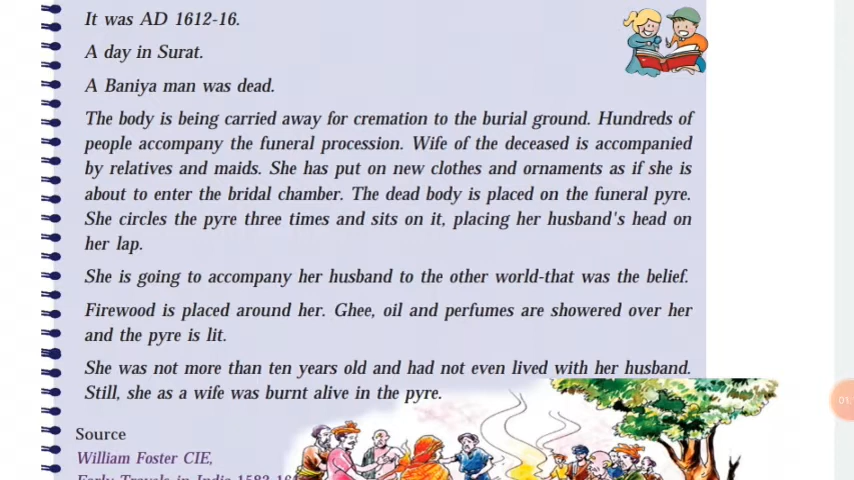 It was AD 1612-16.
A day in Surat.
A Baniya man was dead.
The body is being carried away for cremation to the burial ground. Hundreds of
people accompany the funeral procession. Wife of the deceased is accompanied
by relatives and maids. She has put on new clothes and ornaments as if she is
about to enter the bridal chamber. The dead body is placed on the funeral pyre.
She circles the pyre three times and sits on it, placing her husband's head on
her lap.
She is going to accompany her husband to the other world-that was the belief.
Firewood is placed around her. Ghee, oil and perfumes are showered over her
and the pyre is lit.
She was not more than ten years old and had not even lived with her husband.
Still, she as a wife was burnt alive in the pyre.
Source
William Foster CIE,
Early Travels in India 1583-